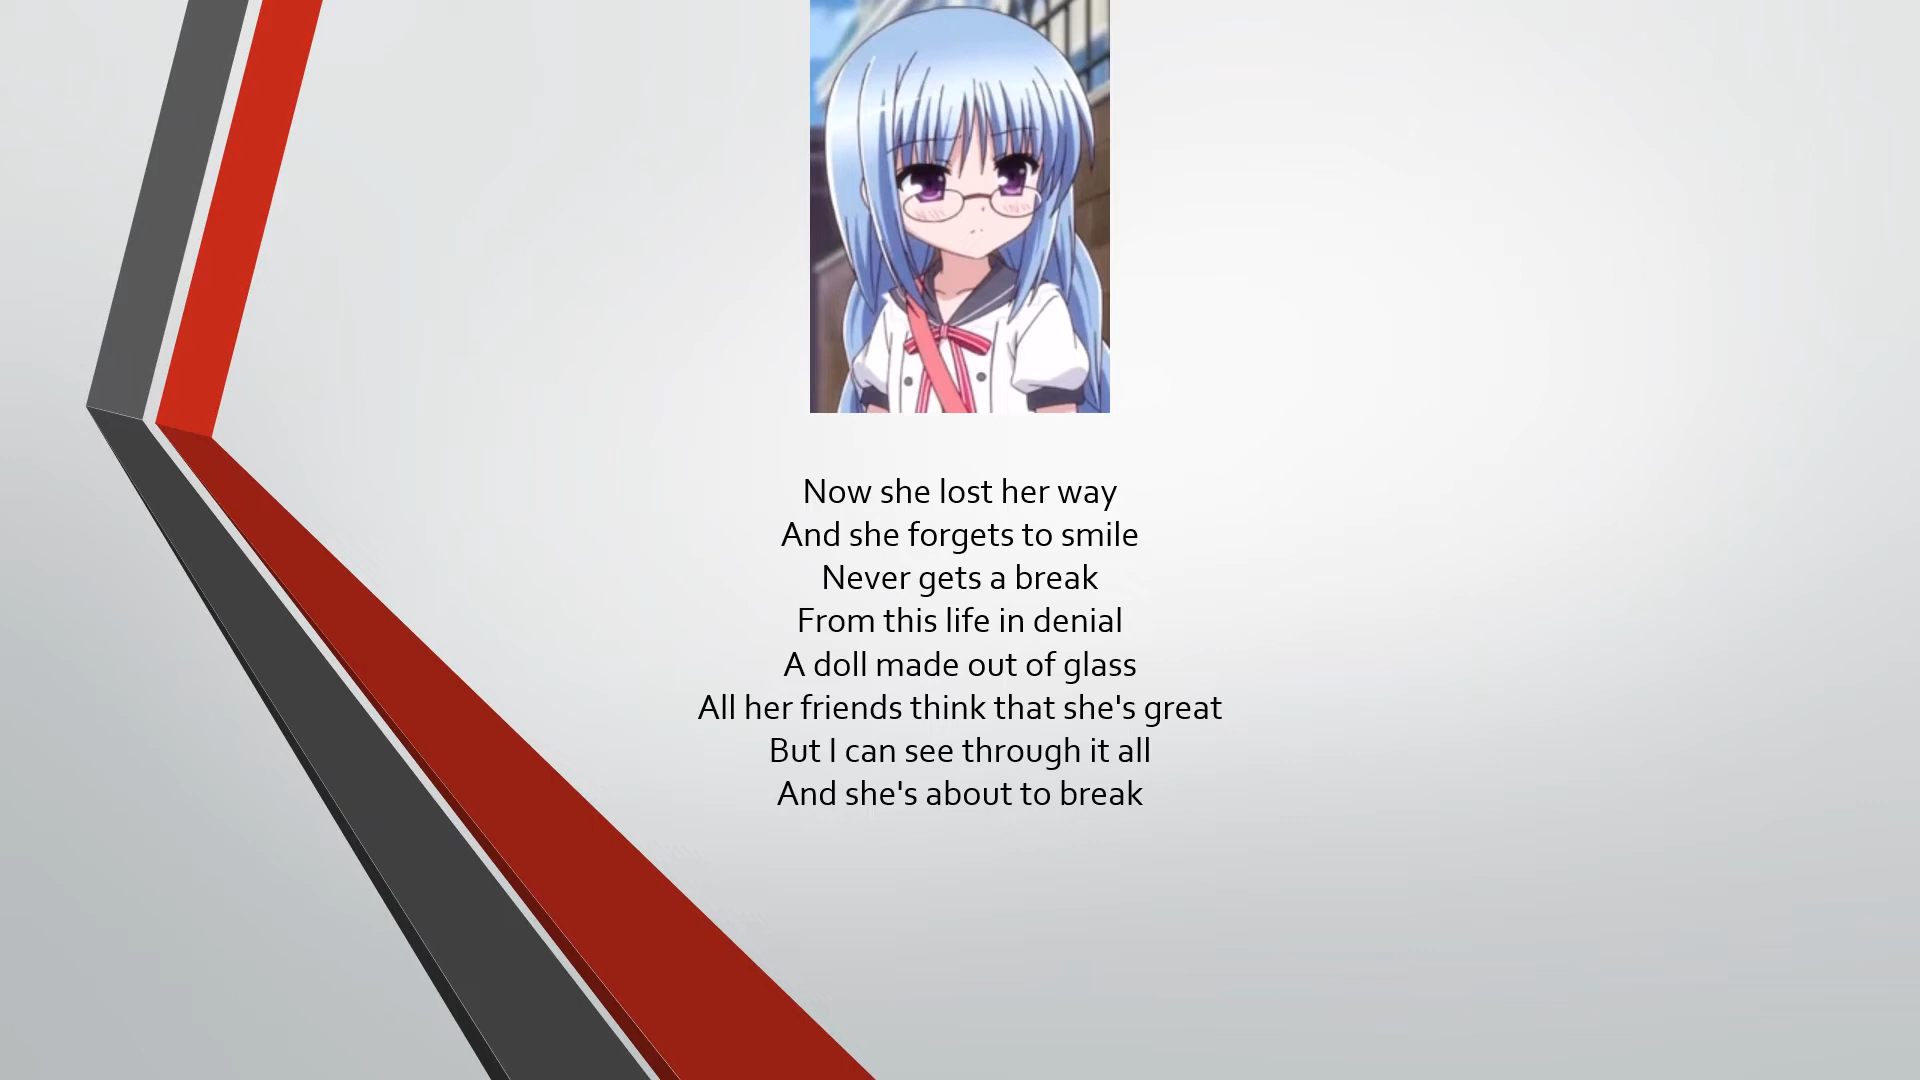 Now she lost her way
And she forgets to smile
Never gets a break
From this life in denial
A doll made out of glass
All her friends think that she's great
But I can see through it all
And she's about to break